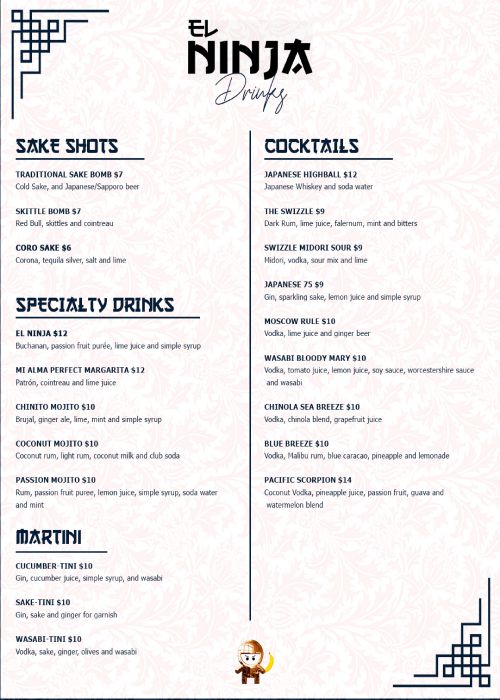 EL
NINJA
Drinks
SAKE SHOTS
TRADITIONAL SAKE BOMB $7
Cold Sake, and Japanese/Sapporo beer
SKITTLE BOMB $7
Red Bull, skittles and cointreau
CORO SAKE $6
Corona, tequila silver, salt and lime
SPECIALTY DRINKS
EL NINJA $12
Buchanan, passion fruit purée, lime juice and simple syrup
MI ALMA PERFECT MARGARITA $12
Patrón, cointreau and lime juice
CHINITO MOJITO $10
Brujal, ginger ale, lime, mint and simple syrup
COCONUT MOJITO $10
Coconut rum, light rum, coconut milk and club soda
PASSION MOJITO $10
Rum, passion fruit puree, lemon juice, simple syrup, soda water
and mint
MARTINI
CUCUMBER-TINI $10
Gin, cucumber juice, simple syrup, and wasabi
SAKE-TINI $10
Gin, sake and ginger for garnish
WASABI-TINI $10
Vodka, sake, ginger, olives and wasabi
COCKTAILS
JAPANESE HIGHBALL $12
Japanese Whiskey and soda water
THE SWIZZLE $9
Dark Rum, lime juice, falernum, mint and bitters
SWIZZLE MIDORI SOUR $9
Midori, vodka, sour mix and lime
JAPANESE 75 $9
Gin, sparkling sake, lemon juice and simple syrup
MOSCOW RULE $10
Vodka, lime juice and ginger beer
WASABI BLOODY MARY $10
Vodka, tomato juice, lemon juice, soy sauce, worcestershire sauce
and wasabi
CHINOLA SEA BREEZE $10
Vodka, chinola blend, grapefruit juice
BLUE BREEZE $10
Vodka, Malibu rum, blue caracao, pineapple and lemonade
PACIFIC SCORPION $14
Coconut Vodka, pineapple juice, passion fruit, guava and
watermelon blend